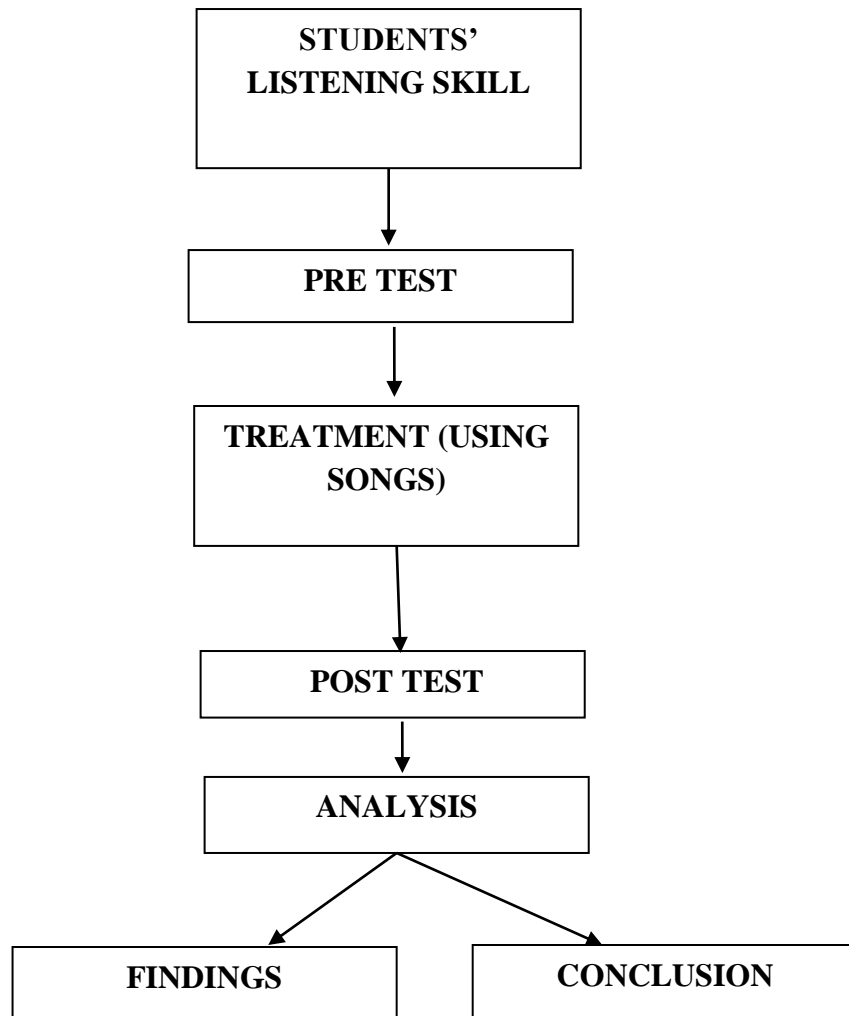 STUDENTS’
LISTENING SKILL
PRE TEST
TREATMENT (USING
SONGS)
POST TEST
ANALYSIS
FINDINGS
CONCLUSION